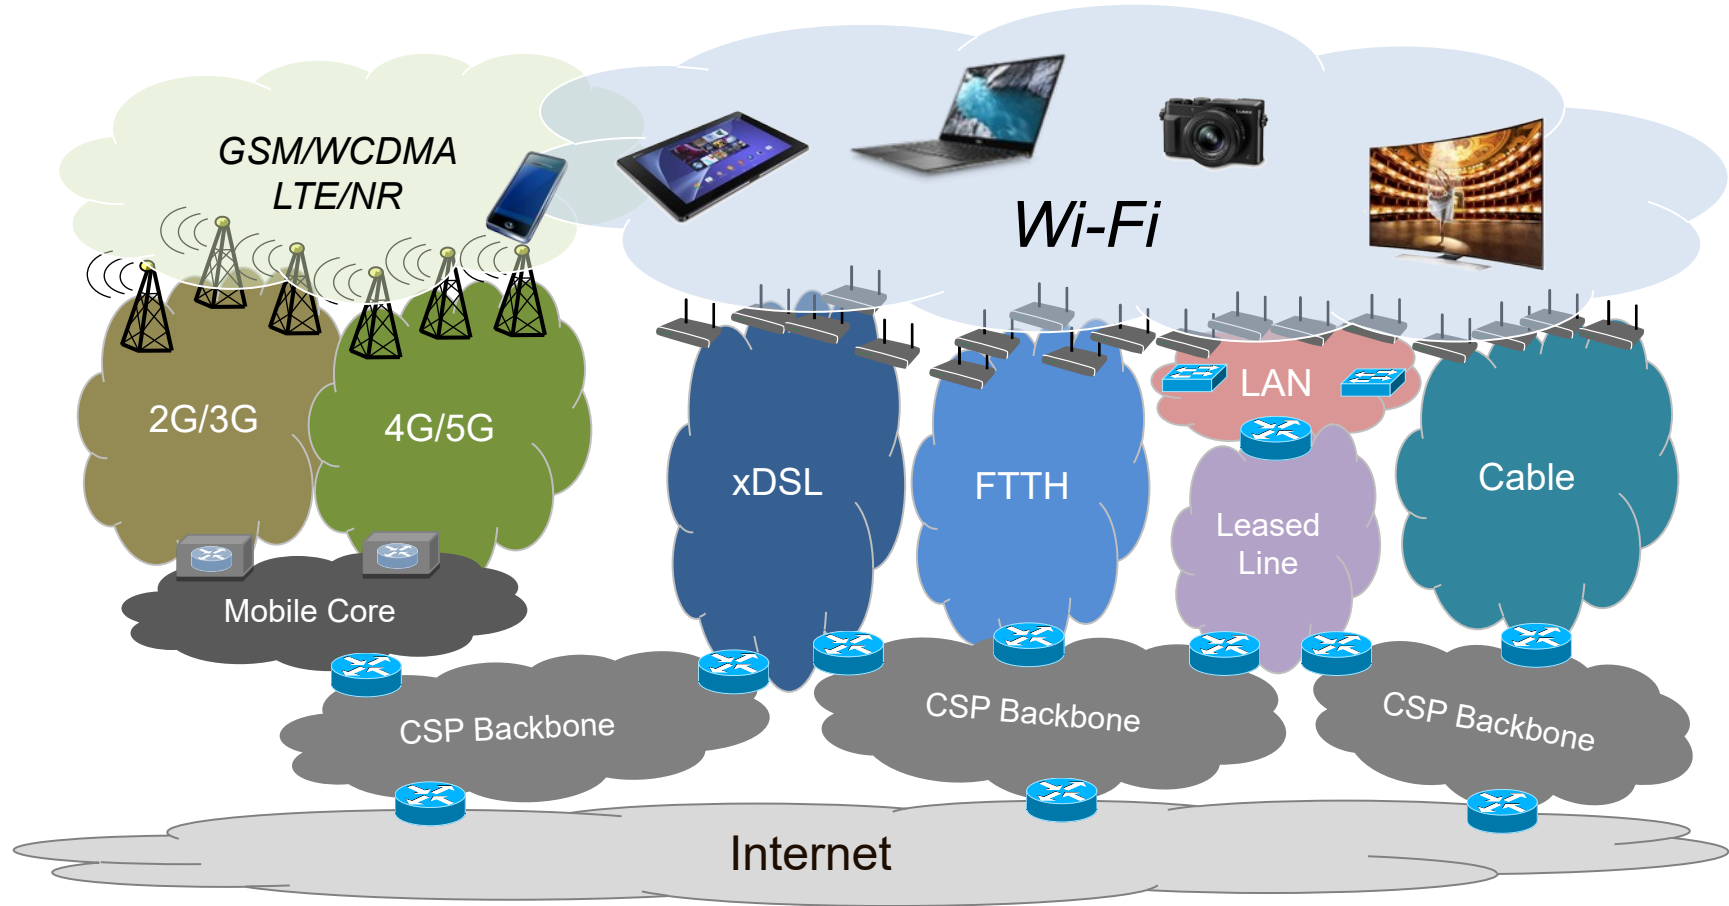 GSM/WCDMA
LTE/NR
Wi-Fi
2G/3G
4G/5G
xDSL
FTTH
LAN
Leased
Line
Cable
Mobile Core
CSP Backbone
CSP Backbone
CSP Backbone
Internet